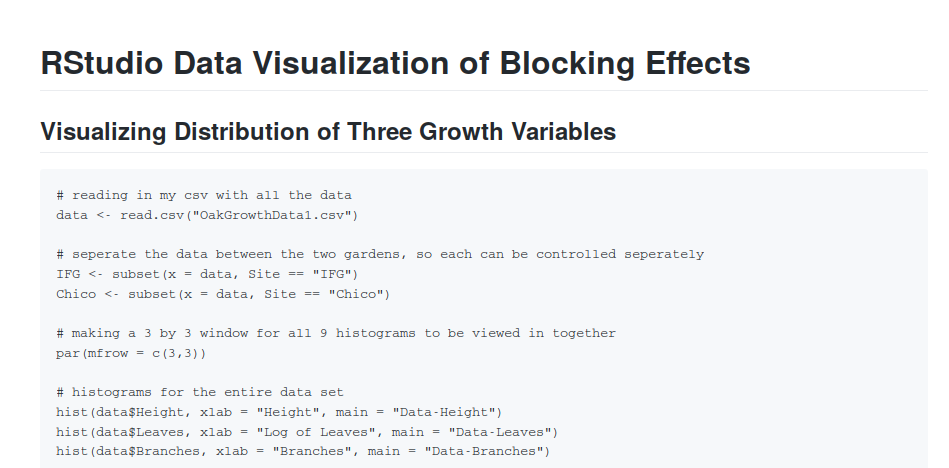 RStudio Data Visualization of Blocking Effects
Visualizing Distribution of Three Growth Variables
# reading in my csv with all the data
data <- read.csv("OakGrowthData1.csv")
# seperate the data between the two gardens, so each can be controlled seperately
IFG <- subset(x = data, Site == "IFG")
Chico <- subset(x = data, Site == "Chico")
# making a 3 by 3 window for all 9 histograms to be viewed in together
par(mfrow = c(3,3))
# histograms for the entire data set
hist(data$Height, xlab = "Height", main = "Data-Height")
hist(data$Leaves, xlab = "Log of Leaves", main = "Data-Leaves")
hist(data$Branches, xlab = "Branches", main = "Data-Branches")